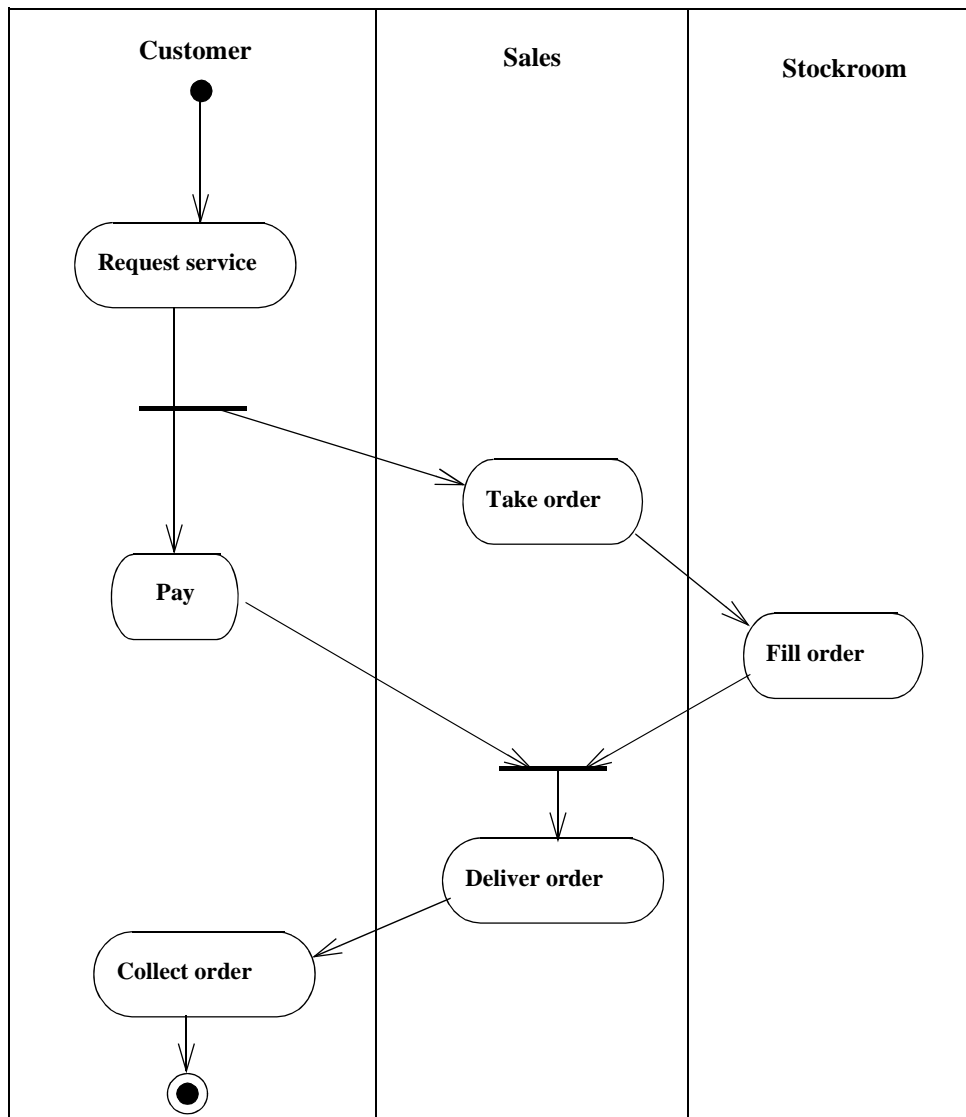 Customer
Sales
Stockroom
Request service
Take order
Pay
Fill order
Deliver order
Collect order